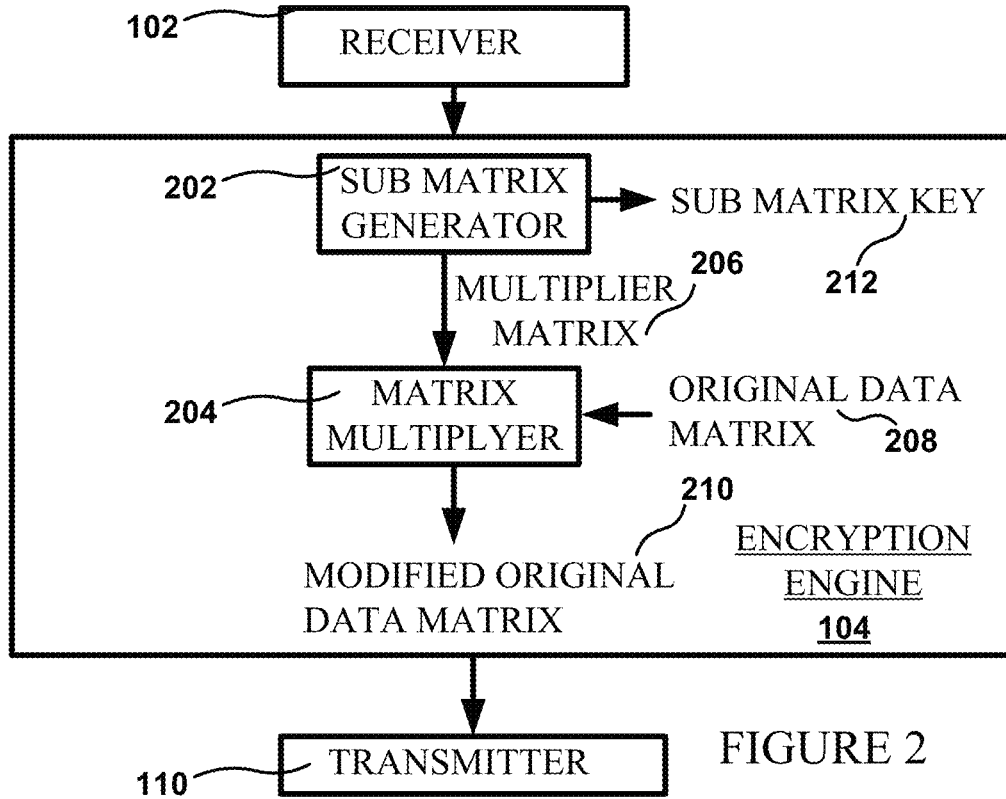 102
RECEIVER
202
SUB MATRIX
GENERATOR
SUB MATRIX KEY
212
MULTIPLIER
MATRIX
206
204
MATRIX
MULTIPLYER
ORIGINAL DATA
MATRIX
208
210
MODIFIED ORIGINAL
DATA MATRIX
ENCRYPTION
ENGINE
104
110
TRANSMITTER
FIGURE 2